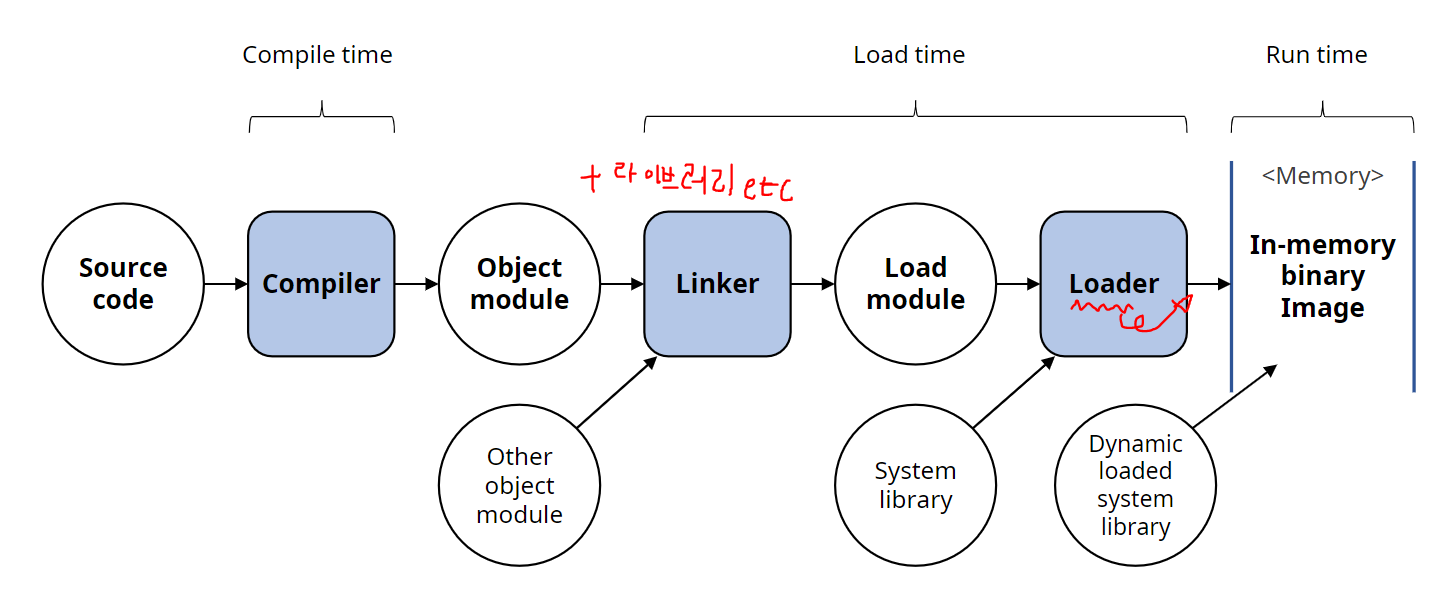 Compile time
Load time
Run time
+ 라이브러리 etc
<Memory>
Source
code
Compiler
Object
module
Linker
Load
module
Loader
In-memory
binary
Image
Other
object
module
System
library
Dynamic
loaded
system
library